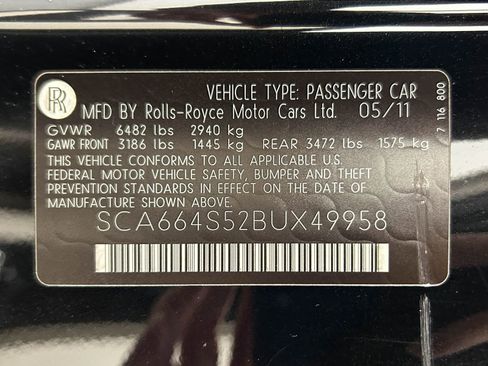 RR
VEHICLE TYPE: PASSENGER CAR
MFD BY Rolls-Royce Motor Cars Ltd. 05/11
GVWR 6482 lbs 2940 kg
GAWR FRONT 3186 lbs 1445 kg REAR 3472 lbs 1575 kg
THIS VEHICLE CONFORMS TO ALL APPLICABLE U.S.
FEDERAL MOTOR VEHICLE SAFETY, BUMPER AND THEFT
PREVENTION STANDARDS IN EFFECT ON THE DATE OF
MANUFACTURE SHOWN ABOVE.
SCA664S52BUX49958
7 116 800